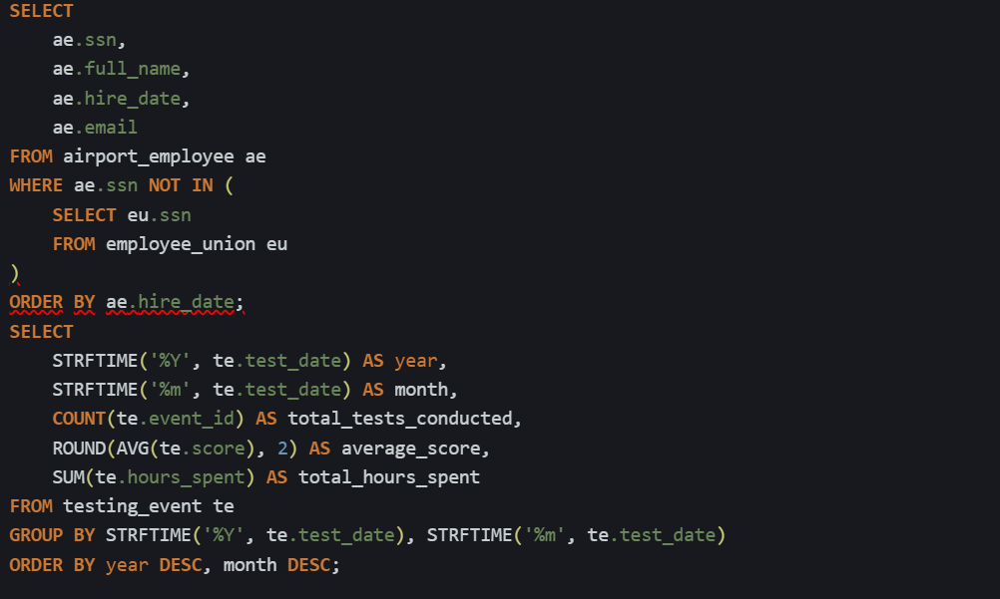 SELECT
    ae.ssn,
    ae.full_name,
    ae.hire_date,
    ae.email
FROM airport_employee ae
WHERE ae.ssn NOT IN (
    SELECT eu.ssn
    FROM employee_union eu
)
ORDER BY ae.hire_date;
SELECT
    STRFTIME('%Y', te.test_date) AS year,
    STRFTIME('%m', te.test_date) AS month,
    COUNT(te.event_id) AS total_tests_conducted,
    ROUND(AVG(te.score), 2) AS average_score,
    SUM(te.hours_spent) AS total_hours_spent
FROM testing_event te
GROUP BY STRFTIME('%Y', te.test_date), STRFTIME('%m', te.test_date)
ORDER BY year DESC, month DESC;